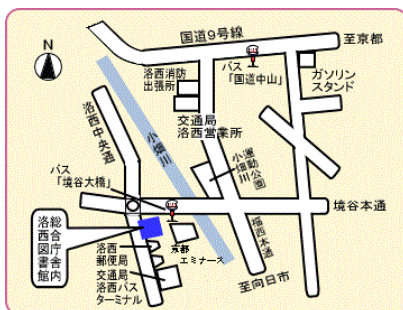 国道9号線
至京都
N
バス
「国道中山」
洛西消防
出張所
ガソリン
スタンド
交通局
洛西営業所
洛西中央通
小畑川
バス
「境谷大橋」
小畑川
運動公園
境谷本通
福西本通
総合庁舎内
洛西図書館
洛西
郵便局
京都
エミナース
交通局
洛西バス
ターミナル
至向日市